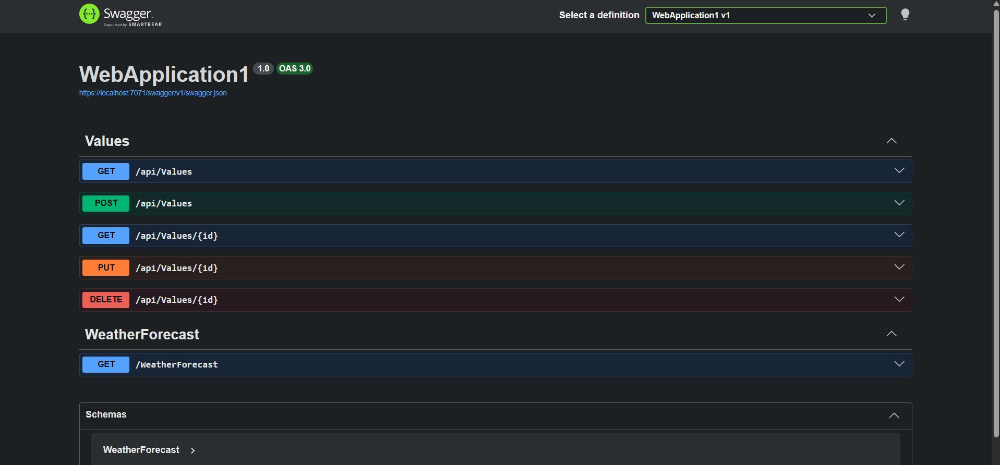 Swagger
Supported by SMARTBEAR
Select a definition
WebApplication1 v1
WebApplication1 1.0 OAS 3.0
https://localhost:7071/swagger/v1/swagger.json
Values
GET /api/Values
POST /api/Values
GET /api/Values/{id}
PUT /api/Values/{id}
DELETE /api/Values/{id}
WeatherForecast
GET /WeatherForecast
Schemas
WeatherForecast